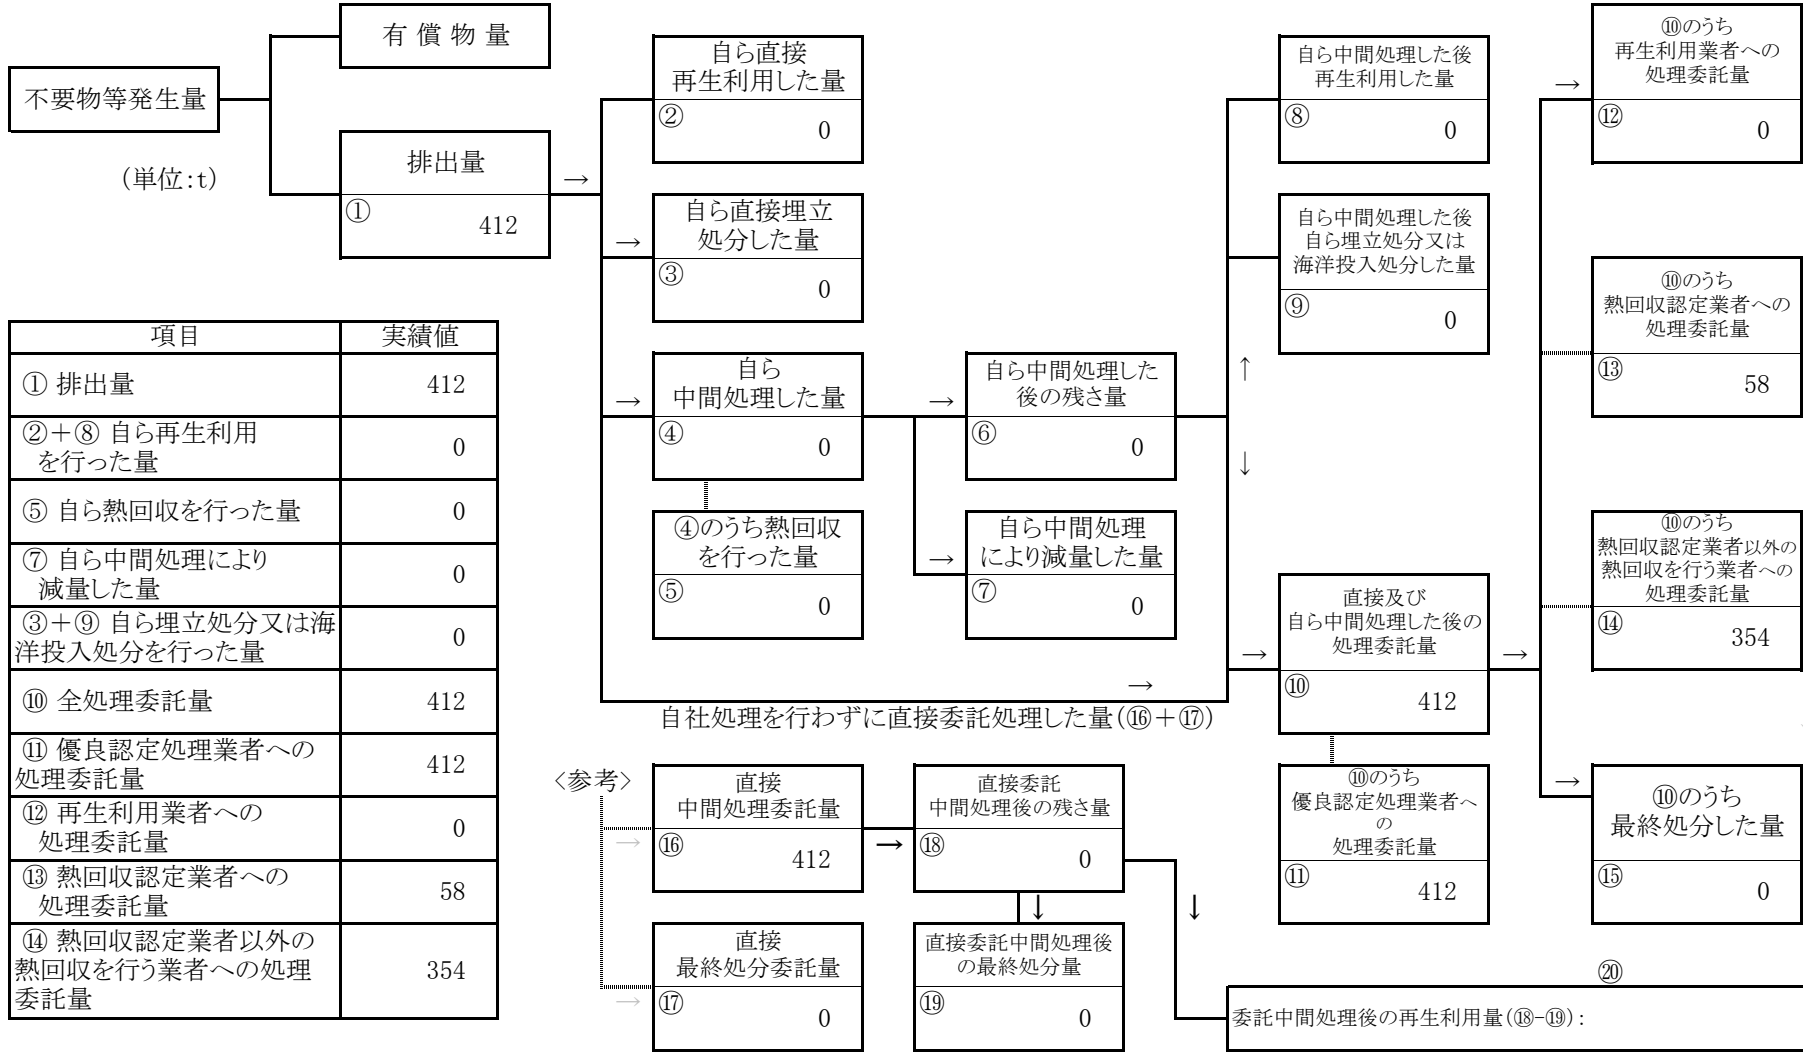 有 償 物 量
不要物等発生量
(単位:t)
排出量
①
412
→
自ら直接
再生利用した量
②
0
→
自ら直接埋立
処分した量
③
0
→
自ら
中間処理した量
④
0
④のうち熱回収
を行った量
⑤
0
→
自ら中間処理した
後の残さ量
⑥
0
→
自ら中間処理
により減量した量
⑦
0
自ら中間処理した後
再生利用した量
⑧
0
自ら中間処理した後
自ら埋立処分又は
海洋投入処分した量
⑨
0
↑
↓
→
自社処理を行わずに直接委託処理した量(⑯+⑰)
→
直接及び
自ら中間処理した後の
処理委託量
⑩
412
→
⑩のうち
優良認定処理業者へ
の
処理委託量
⑪
412
→
⑩のうち
再生利用業者への
処理委託量
⑫
0
⑩のうち
熱回収認定業者への
処理委託量
⑬
58
⑩のうち
熱回収認定業者以外の
熱回収を行う業者への
処理委託量
⑭
354
→
⑩のうち
最終処分した量
⑮
0
項目 実績値
① 排出量 412
②+⑧ 自ら再生利用
を行った量 0
⑤ 自ら熱回収を行った量 0
⑦ 自ら中間処理により
減量した量 0
③+⑨ 自ら埋立処分又は海
洋投入処分を行った量 0
⑩ 全処理委託量 412
⑪ 優良認定処理業者への
処理委託量 412
⑫ 再生利用業者への
処理委託量 0
⑬ 熱回収認定業者への
処理委託量 58
⑭ 熱回収認定業者以外の
熱回収を行う業者への処理
委託量 354
<参考>
→
直接
中間処理委託量
⑯
412
→
直接委託
中間処理後の残さ量
⑱
0
→
直接
最終処分委託量
⑰
0
↓
直接委託中間処理後
の最終処分量
⑲
0
↓
⑳
委託中間処理後の再生利用量(⑱-⑲):